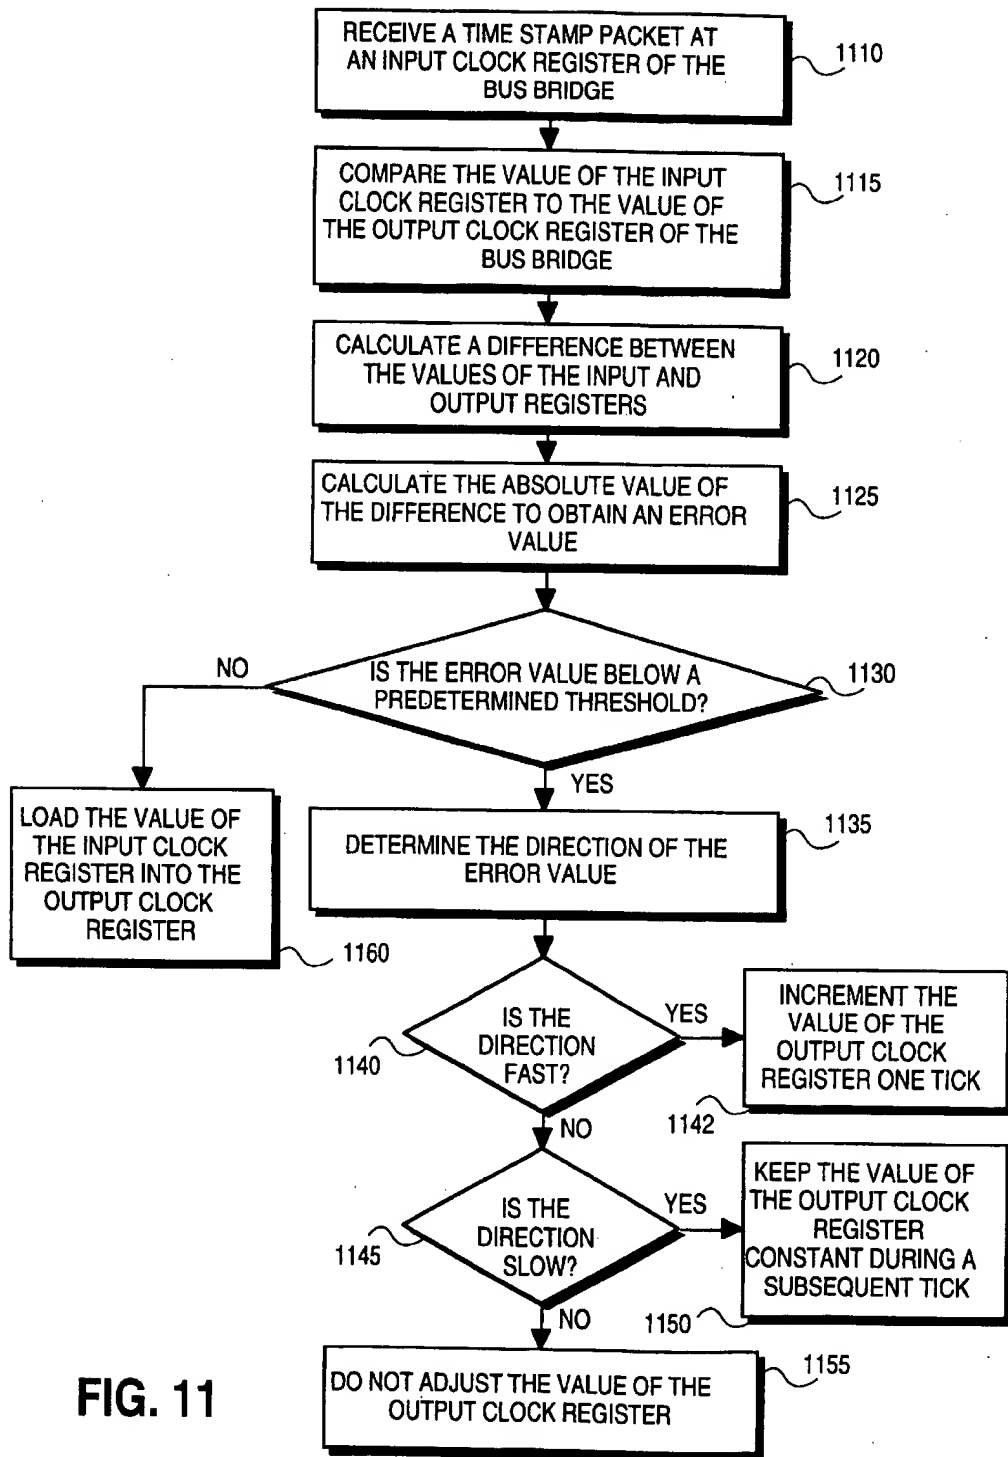 RECEIVE A TIME STAMP PACKET AT
AN INPUT CLOCK REGISTER OF THE
BUS BRIDGE
1110
COMPARE THE VALUE OF THE INPUT
CLOCK REGISTER TO THE VALUE OF
THE OUTPUT CLOCK REGISTER OF THE
BUS BRIDGE
1115
CALCULATE A DIFFERENCE BETWEEN
THE VALUES OF THE INPUT AND
OUTPUT REGISTERS
1120
CALCULATE THE ABSOLUTE VALUE OF
THE DIFFERENCE TO OBTAIN AN ERROR
VALUE
1125
IS THE ERROR VALUE BELOW A
PREDETERMINED THRESHOLD?
1130
NO
YES
LOAD THE VALUE OF
THE INPUT CLOCK
REGISTER INTO THE
OUTPUT CLOCK
REGISTER
1160
DETERMINE THE DIRECTION OF THE
ERROR VALUE
1135
IS THE
DIRECTION
FAST?
1140
YES
INCREMENT THE
VALUE OF THE
OUTPUT CLOCK
REGISTER ONE TICK
1142
NO
IS THE
DIRECTION
SLOW?
1145
YES
KEEP THE VALUE OF
THE OUTPUT CLOCK
REGISTER
CONSTANT DURING A
SUBSEQUENT TICK
1150
NO
DO NOT ADJUST THE VALUE OF THE
OUTPUT CLOCK REGISTER
1155
FIG. 11